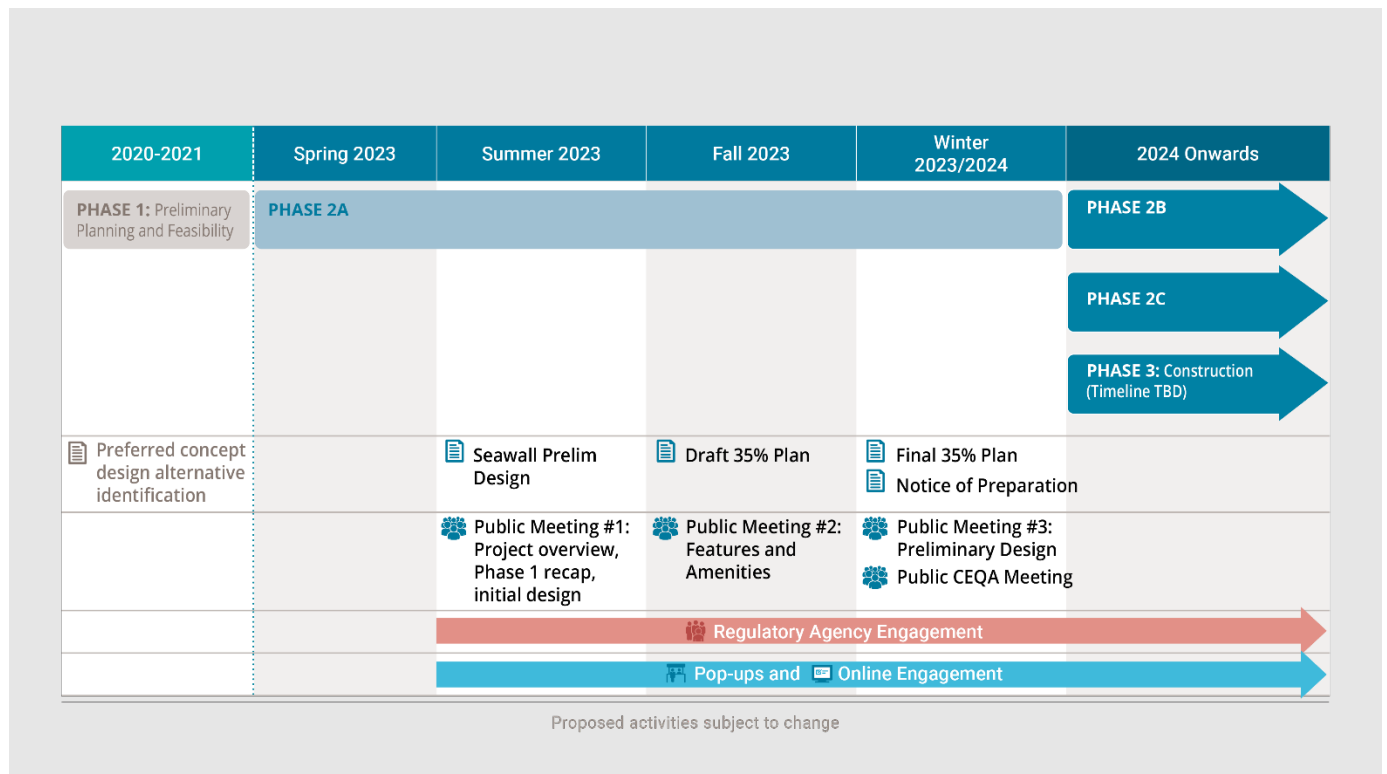 2020-2021
Spring 2023
Summer 2023
Fall 2023
Winter
2023/2024
2024 Onwards
PHASE 1: Preliminary
Planning and Feasibility
PHASE 2A
PHASE 2B
PHASE 2C
PHASE 3: Construction
(Timeline TBD)
Preferred concept
design alternative
identification
Seawall Prelim
Design
Draft 35% Plan
Final 35% Plan
Notice of Preparation
Public Meeting #1:
Project overview,
Phase 1 recap,
initial design
Public Meeting #2:
Features and
Amenities
Public Meeting #3:
Preliminary Design
Public CEQA Meeting
Regulatory Agency Engagement
Pop-ups and Online Engagement
Proposed activities subject to change